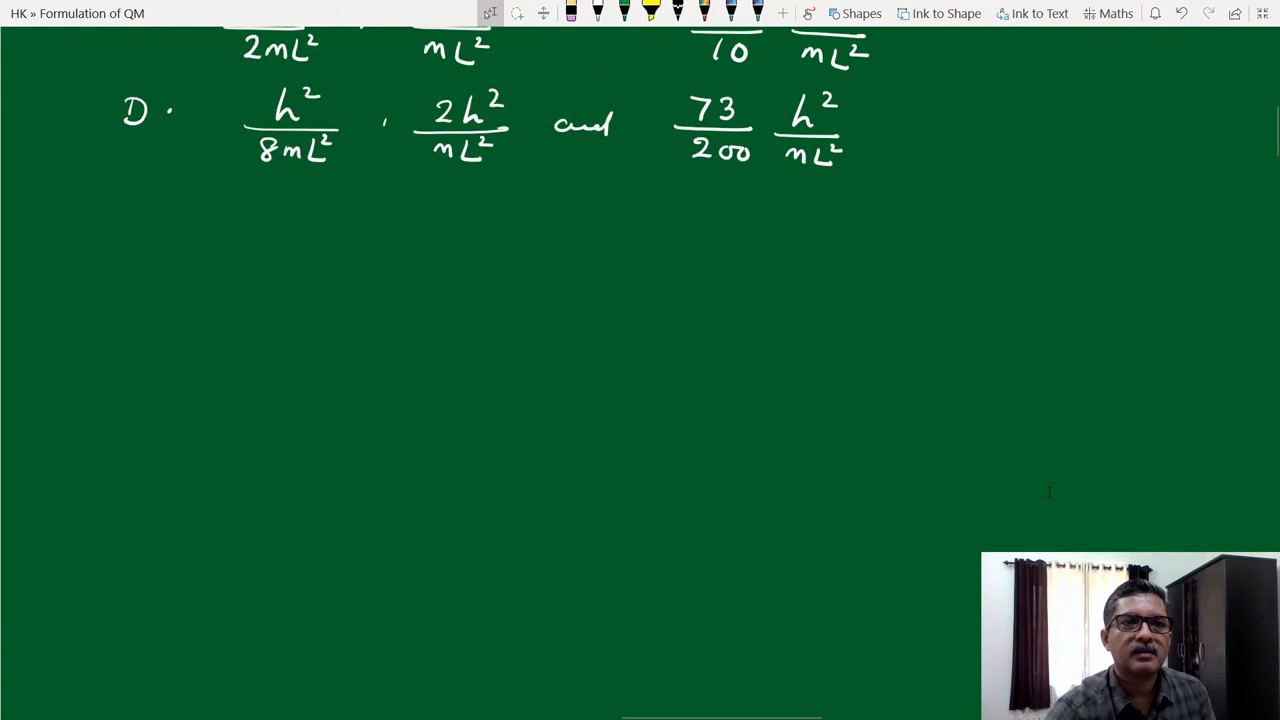 HK » Formulation of QM Shapes Ink to Shape Ink to Text Maths
2mL² , mL² 10 mL²
D. h²/8mL² , 2h²/mL² and 73/200 h²/mL²